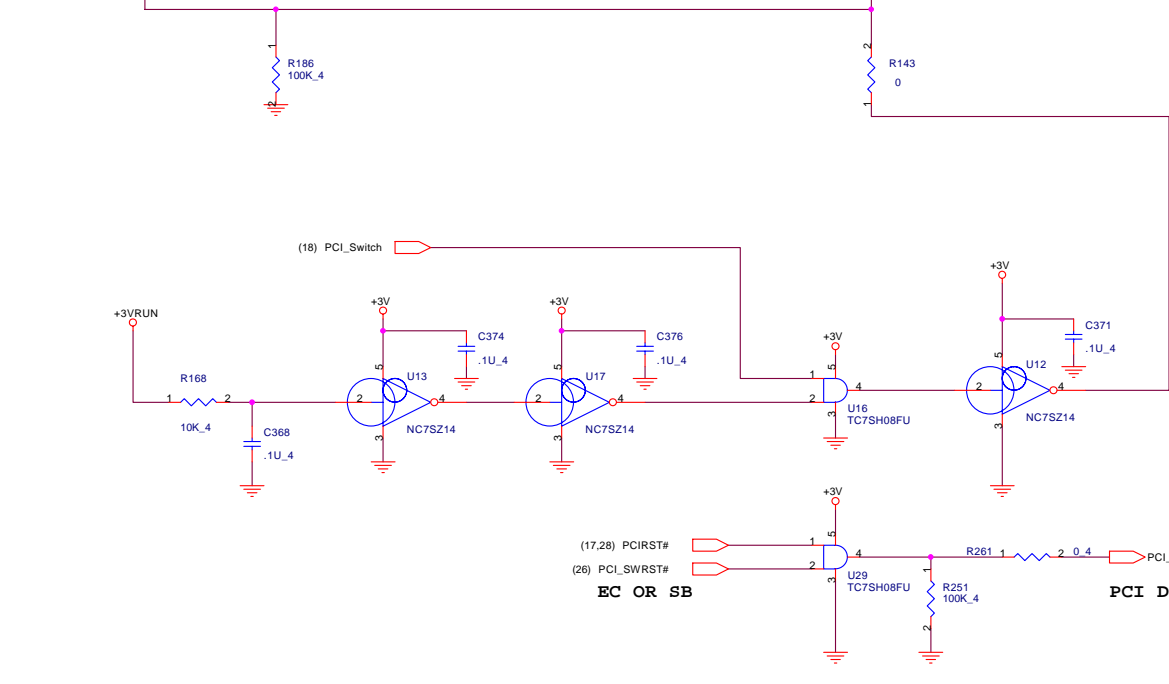 1
R186
100K_4
2
2
R143
0
1
(18) PCI_Switch
+3V
+3VRUN
+3V
+3V
C371
.1U_4
C374
.1U_4
C376
.1U_4
+3V
5
5
5
5
R168
U13
U17
U12
1
1 2
2 4
2 4
1
2
4
2 4
10K_4
C368
.1U_4
3
NC7SZ14
3
NC7SZ14
3
U16
TC7SH08FU
3
NC7SZ14
+3V
5
(17,28) PCIRST#
1
4
R261 1 2 0_4
PCI_
(26) PCI_SWRST#
2
3
U29
TC7SH08FU
1
R251
100K_4
2
EC OR SB
PCI D